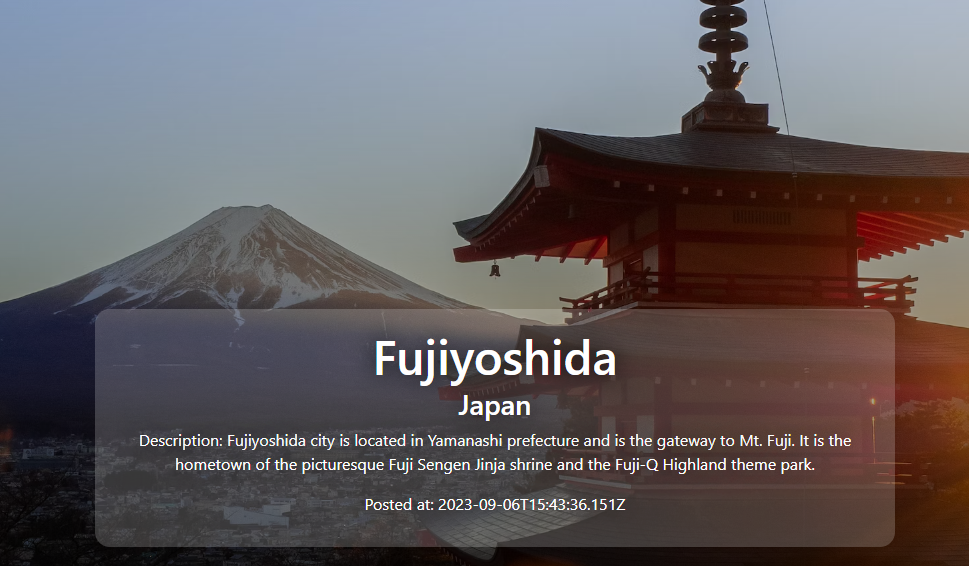 Fujiyoshida
Japan
Description: Fujiyoshida city is located in Yamanashi prefecture and is the gateway to Mt. Fuji. It is the
hometown of the picturesque Fuji Sengen Jinja shrine and the Fuji-Q Highland theme park.
Posted at: 2023-09-06T15:43:36.151Z